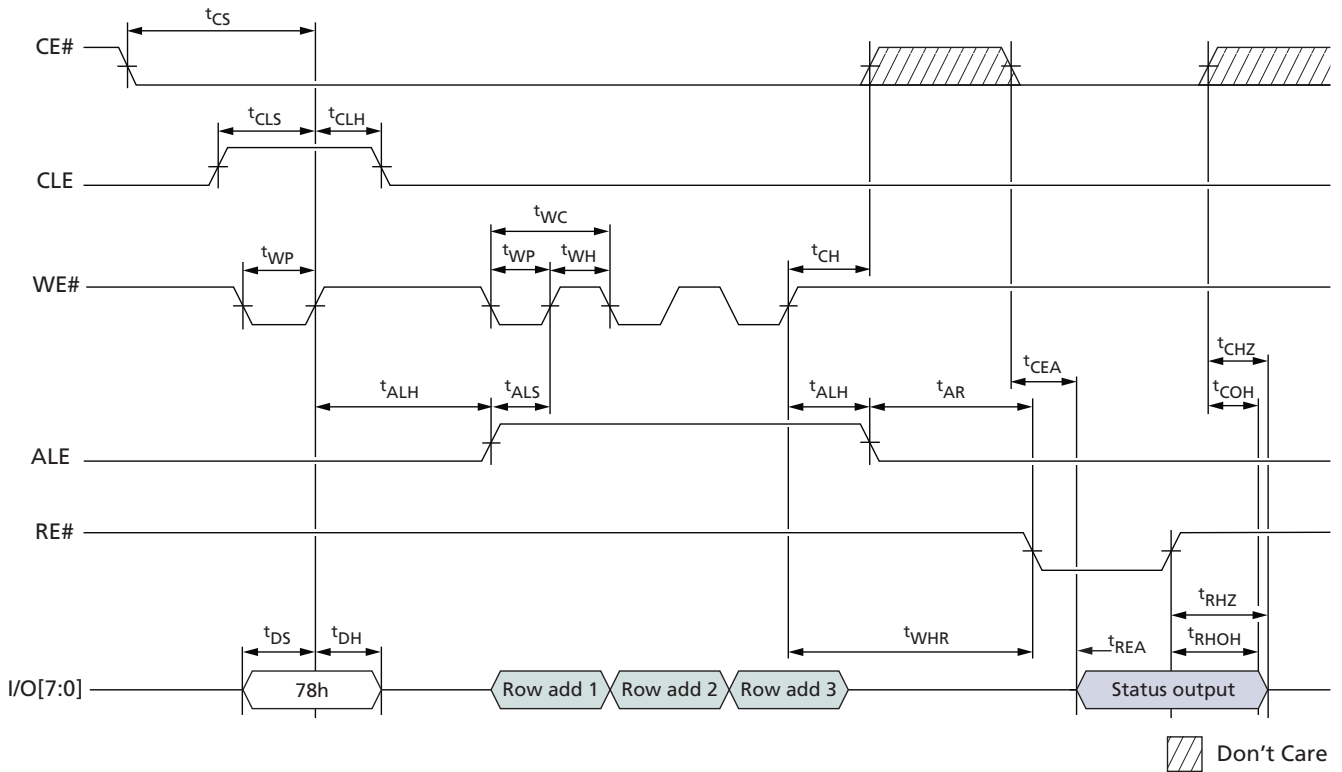 tCS
CE#
tCLS tCLH
CLE
tWC
tWP tWP tWH tCH
WE#
tCHZ
tCEA
tALH tALS tALH tAR tCOH
ALE
RE#
tRHZ
tDS tDH tWHR tREA tRHOH
I/O[7:0] 78h Row add 1 Row add 2 Row add 3 Status output
Don't Care